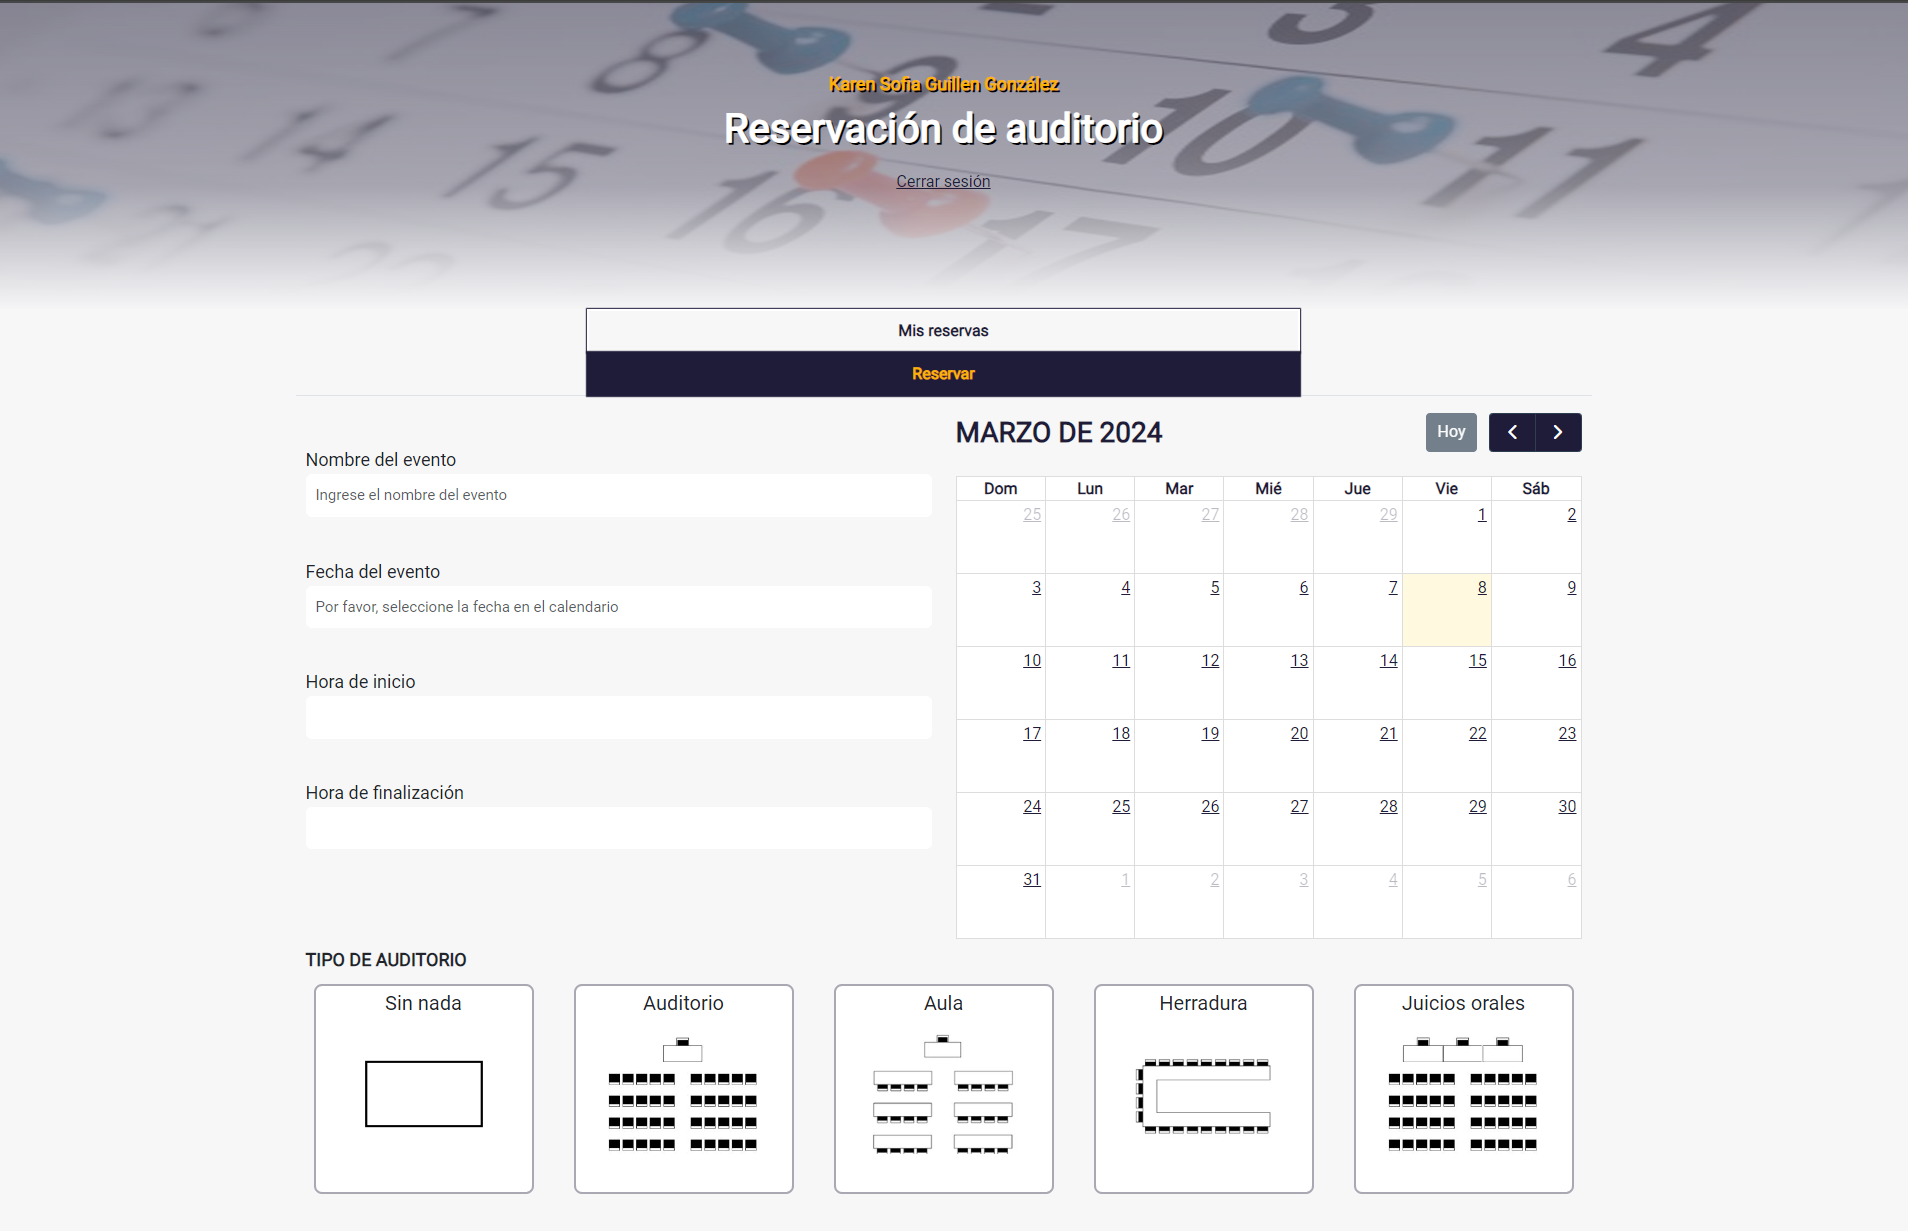 Karen Sofia Guillen González
Reservación de auditorio
Cerrar sesión
Mis reservas
Reservar
Nombre del evento
Ingrese el nombre del evento
Fecha del evento
Por favor, seleccione la fecha en el calendario
Hora de inicio
Hora de finalización
MARZO DE 2024
Hoy
Dom Lun Mar Mié Jue Vie Sáb
25 26 27 28 29 1 2
3 4 5 6 7 8 9
10 11 12 13 14 15 16
17 18 19 20 21 22 23
24 25 26 27 28 29 30
31 1 2 3 4 5 6
TIPO DE AUDITORIO
Sin nada
Auditorio
Aula
Herradura
Juicios orales